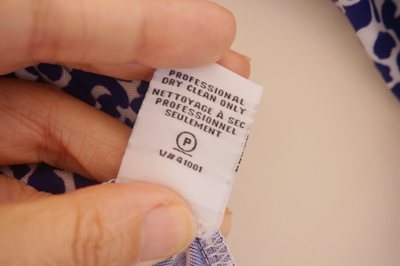 PROFESSIONAL
DRY CLEAN ONLY
NETTOYAGE À SEC
PROFESSIONNEL
SEULEMENT
P
V#41001